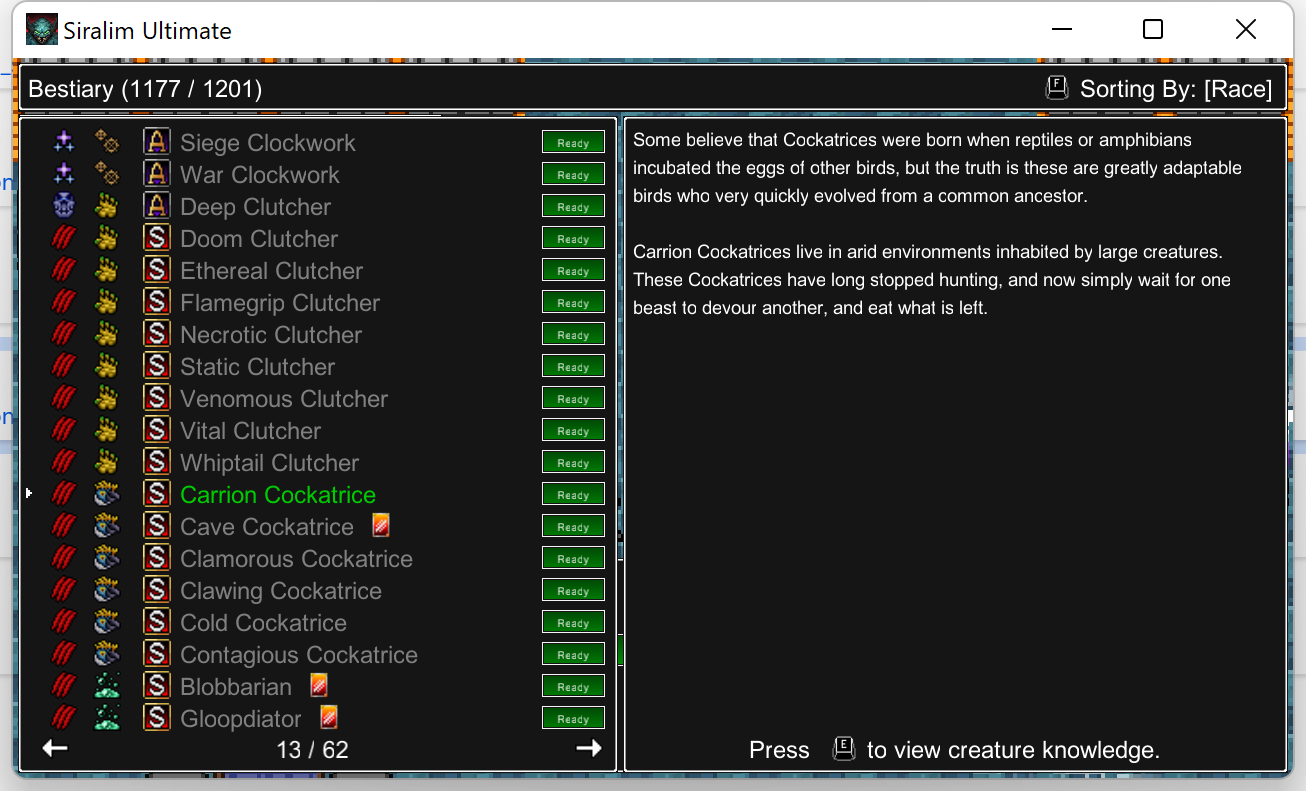 Siralim Ultimate
Bestiary (1177 / 1201)
F Sorting By: [Race]
A Siege Clockwork Ready
A War Clockwork Ready
A Deep Clutcher Ready
S Doom Clutcher Ready
S Ethereal Clutcher Ready
S Flamegrip Clutcher Ready
S Necrotic Clutcher Ready
S Static Clutcher Ready
S Venomous Clutcher Ready
S Vital Clutcher Ready
S Whiptail Clutcher Ready
S Carrion Cockatrice Ready
S Cave Cockatrice Ready
S Clamorous Cockatrice Ready
S Clawing Cockatrice Ready
S Cold Cockatrice Ready
S Contagious Cockatrice Ready
S Blobbarian Ready
S Gloopdiator Ready
13 / 62
Some believe that Cockatrices were born when reptiles or amphibians
incubated the eggs of other birds, but the truth is these are greatly adaptable
birds who very quickly evolved from a common ancestor.
Carrion Cockatrices live in arid environments inhabited by large creatures.
These Cockatrices have long stopped hunting, and now simply wait for one
beast to devour another, and eat what is left.
Press E to view creature knowledge.